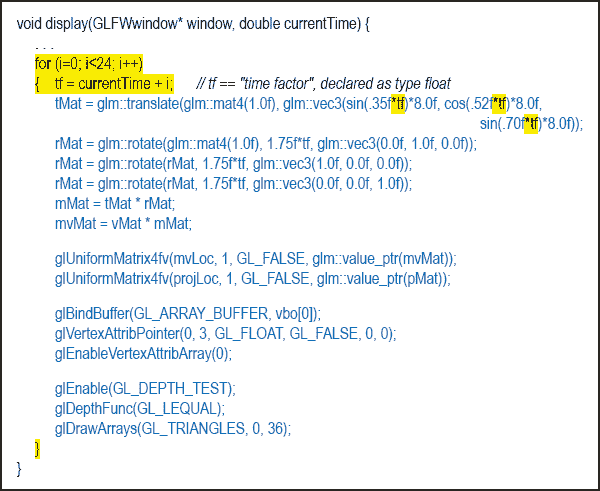 void display(GLFWwindow* window, double currentTime) {
. . .
for (i=0; i<24; i++)
{ tf = currentTime + i; // tf == "time factor", declared as type float
tMat = glm::translate(glm::mat4(1.0f), glm::vec3(sin(.35f*tf)*8.0f, cos(.52f*tf)*8.0f,
sin(.70f*tf)*8.0f));
rMat = glm::rotate(glm::mat4(1.0f), 1.75f*tf, glm::vec3(0.0f, 1.0f, 0.0f));
rMat = glm::rotate(rMat, 1.75f*tf, glm::vec3(1.0f, 0.0f, 0.0f));
rMat = glm::rotate(rMat, 1.75f*tf, glm::vec3(0.0f, 0.0f, 1.0f));
mMat = tMat * rMat;
mvMat = vMat * mMat;
glUniformMatrix4fv(mvLoc, 1, GL_FALSE, glm::value_ptr(mvMat));
glUniformMatrix4fv(projLoc, 1, GL_FALSE, glm::value_ptr(pMat));
glBindBuffer(GL_ARRAY_BUFFER, vbo[0]);
glVertexAttribPointer(0, 3, GL_FLOAT, GL_FALSE, 0, 0);
glEnableVertexAttribArray(0);
glEnable(GL_DEPTH_TEST);
glDepthFunc(GL_LEQUAL);
glDrawArrays(GL_TRIANGLES, 0, 36);
}
}